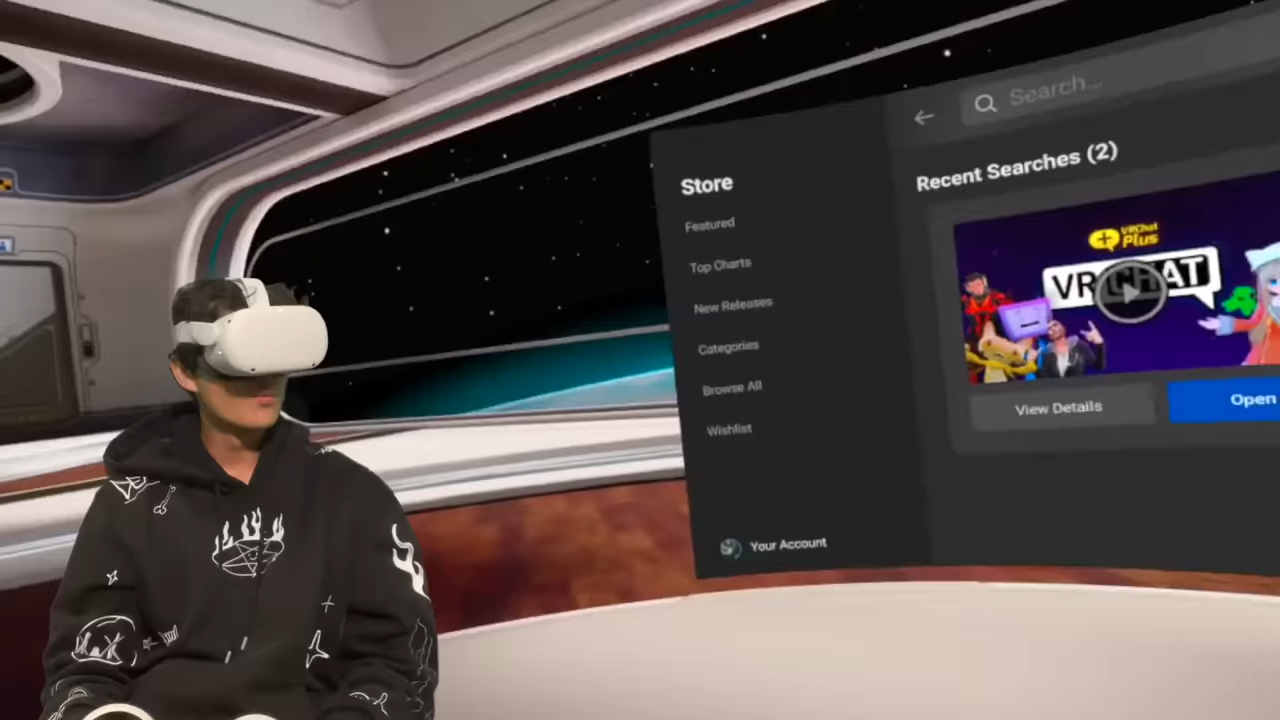 Search...
Recent Searches (2)
Store
Featured
Top Charts
New Releases
Categories
Browse All
Wishlist
Your Account
VRChat
Plus
VRCHAT
View Details
Open